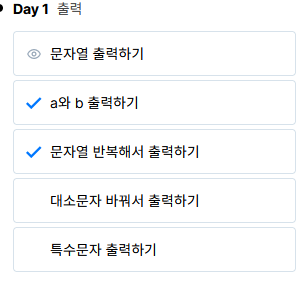 Day 1 출력
문자열 출력하기
a와 b 출력하기
문자열 반복해서 출력하기
대소문자 바꿔서 출력하기
특수문자 출력하기